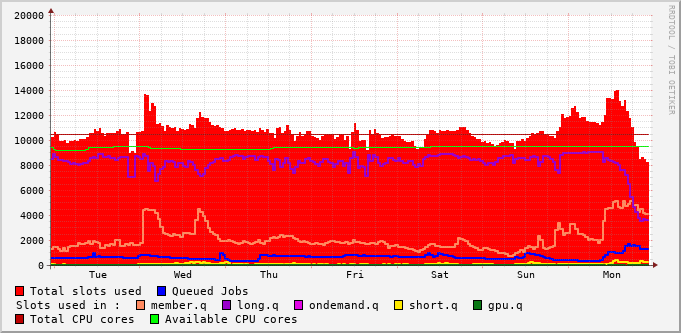 RRDTOOL / TOBI OETIKER
20000
18000
16000
14000
12000
10000
8000
6000
4000
2000
0
Tue Wed Thu Fri Sat Sun Mon
Total slots used Queued Jobs
Slots used in : member.q long.q ondemand.q short.q gpu.q
Total CPU cores Available CPU cores